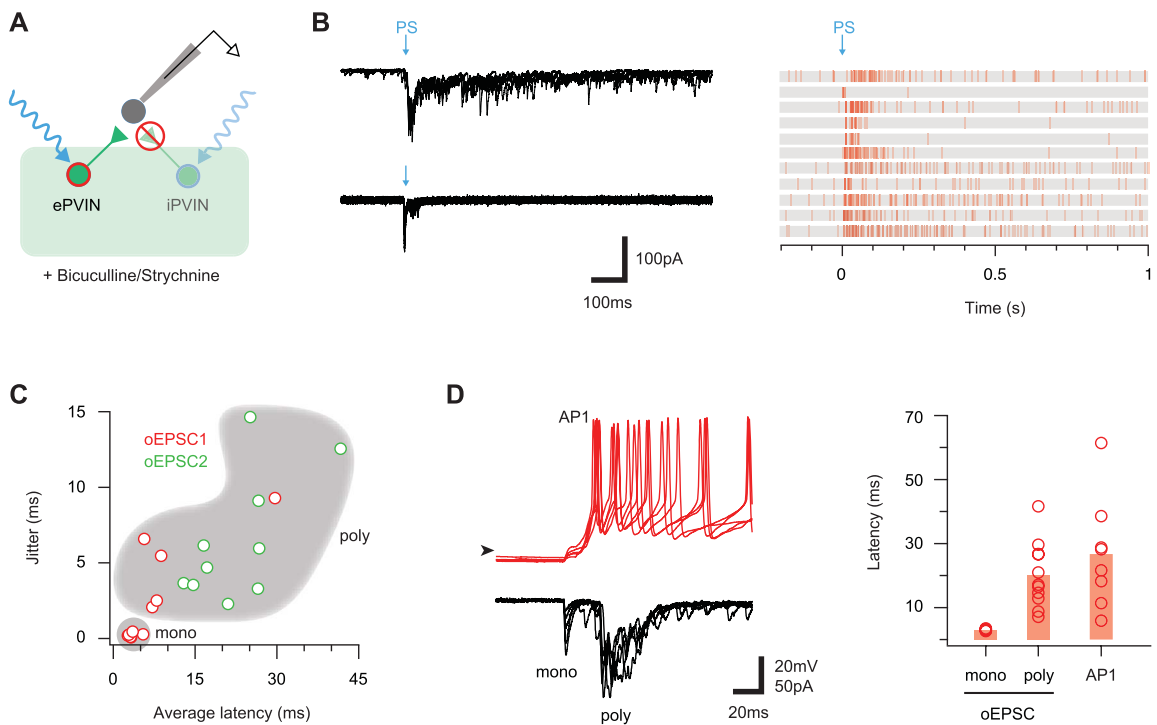 A
ePVIN
iPVIN
+ Bicuculline/Strychnine
B
PS
100pA
100ms
PS
0
0.5
1
Time (s)
C
15
10
5
0
Jitter (ms)
oEPSC1
oEPSC2
poly
mono
0
15
30
45
Average latency (ms)
D
AP1
mono
poly
20mV
50pA
20ms
70
50
30
10
Latency (ms)
mono
poly
AP1
oEPSC